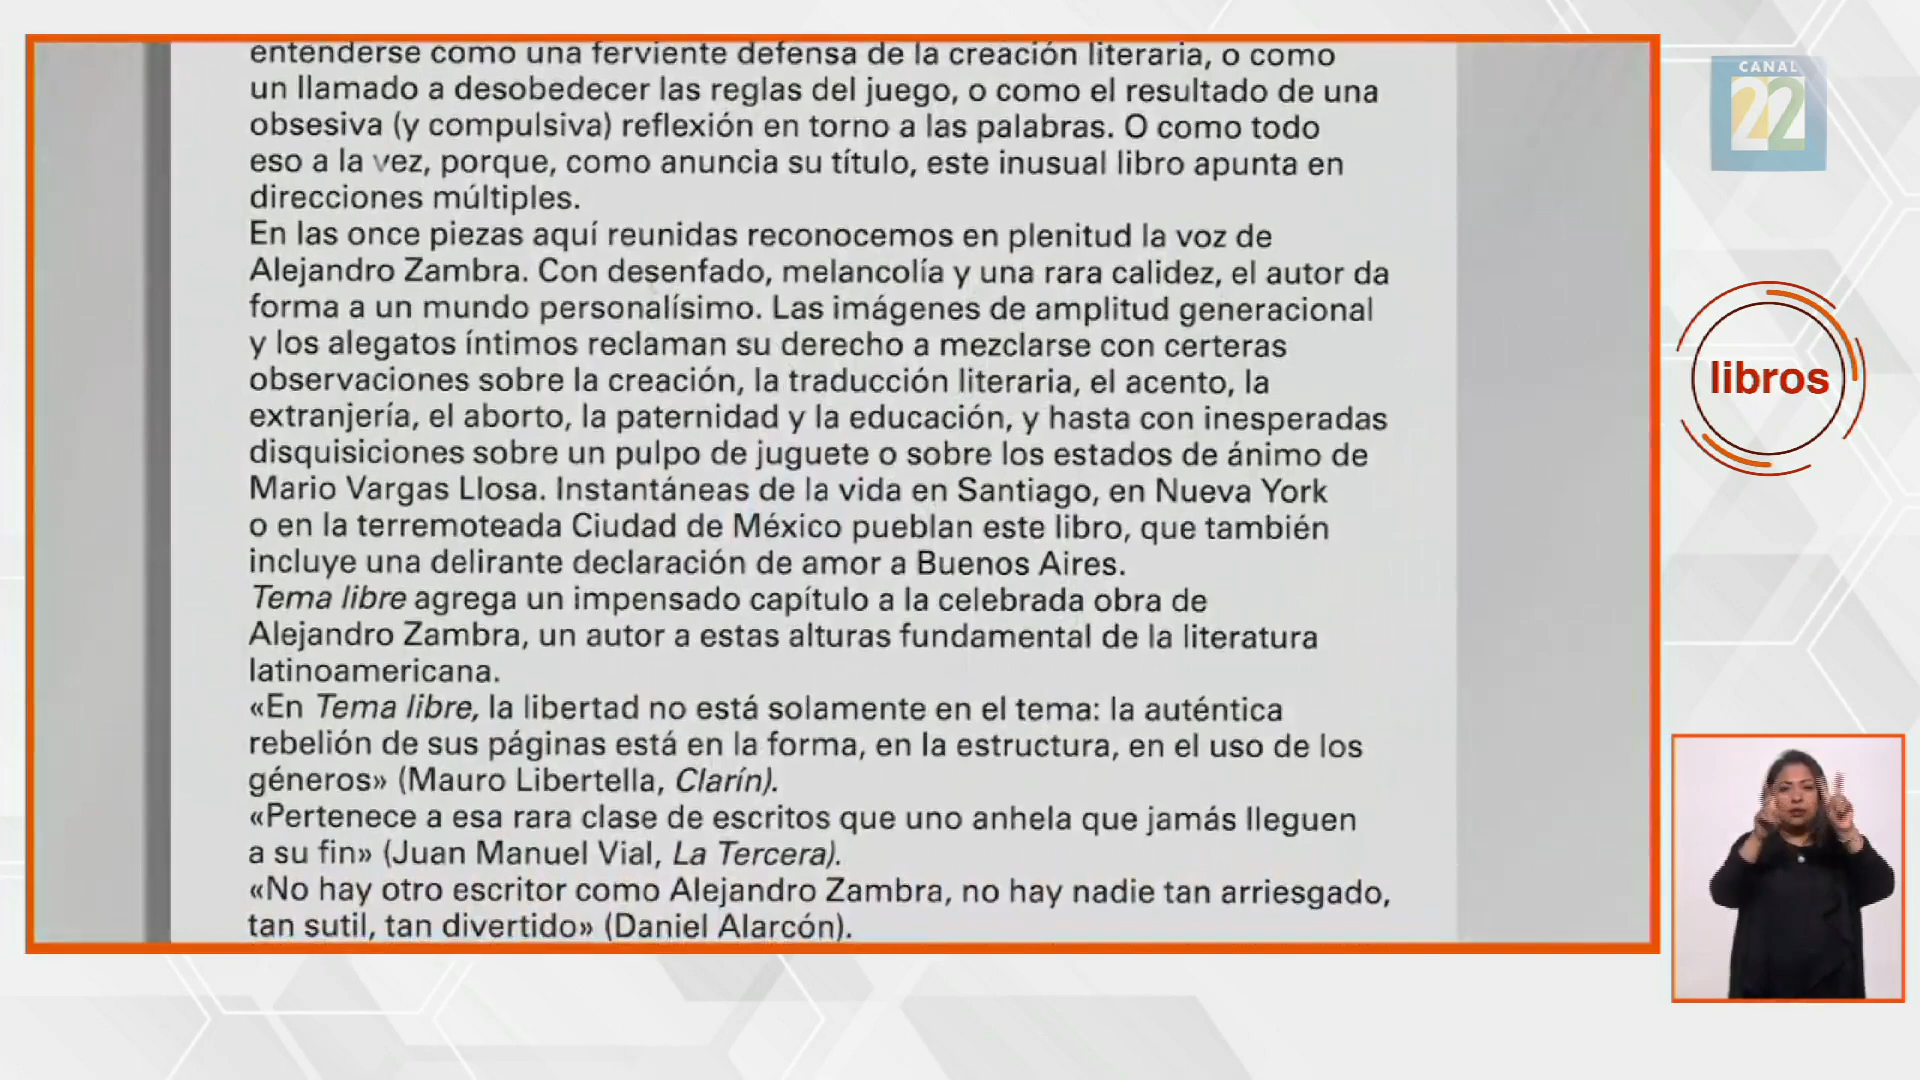 entenderse como una ferviente defensa de la creación literaria, o como
un llamado a desobedecer las reglas del juego, o como el resultado de una
obsesiva (y compulsiva) reflexión en torno a las palabras. O como todo
eso a la vez, porque, como anuncia su título, este inusual libro apunta en
direcciones múltiples.
En las once piezas aquí reunidas reconocemos en plenitud la voz de
Alejandro Zambra. Con desenfado, melancolía y una rara calidez, el autor da
forma a un mundo personalísimo. Las imágenes de amplitud generacional
y los alegatos íntimos reclaman su derecho a mezclarse con certeras
observaciones sobre la creación, la traducción literaria, el acento, la
extranjería, el aborto, la paternidad y la educación, y hasta con inesperadas
disquisiciones sobre un pulpo de juguete o sobre los estados de ánimo de
Mario Vargas Llosa. Instantáneas de la vida en Santiago, en Nueva York
o en la terremoteada Ciudad de México pueblan este libro, que también
incluye una delirante declaración de amor a Buenos Aires.
Tema libre agrega un impensado capítulo a la celebrada obra de
Alejandro Zambra, un autor a estas alturas fundamental de la literatura
latinoamericana.
«En Tema libre, la libertad no está solamente en el tema: la auténtica
rebelión de sus páginas está en la forma, en la estructura, en el uso de los
géneros» (Mauro Libertella, Clarín).
«Pertenece a esa rara clase de escritos que uno anhela que jamás lleguen
a su fin» (Juan Manuel Vial, La Tercera).
«No hay otro escritor como Alejandro Zambra, no hay nadie tan arriesgado,
tan sutil, tan divertido» (Daniel Alarcón).
CANAL
22
libros